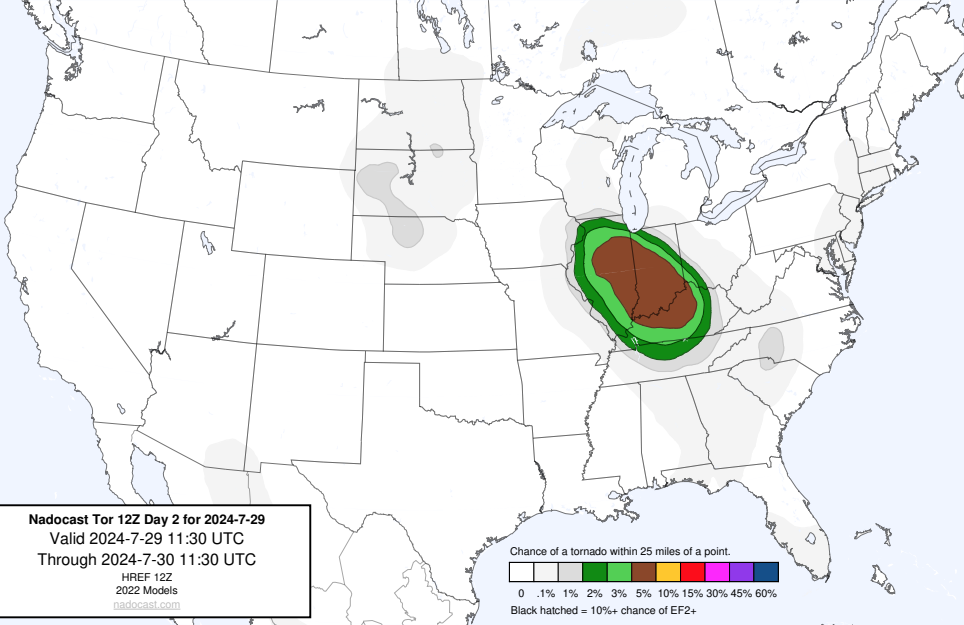 Nadocast Tor 12Z Day 2 for 2024-7-29
Valid 2024-7-29 11:30 UTC
Through 2024-7-30 11:30 UTC
HREF 12Z
2022 Models
nadocast.com
Chance of a tornado within 25 miles of a point.
0 .1% 1% 2% 3% 5% 10% 15% 30% 45% 60%
Black hatched = 10%+ chance of EF2+